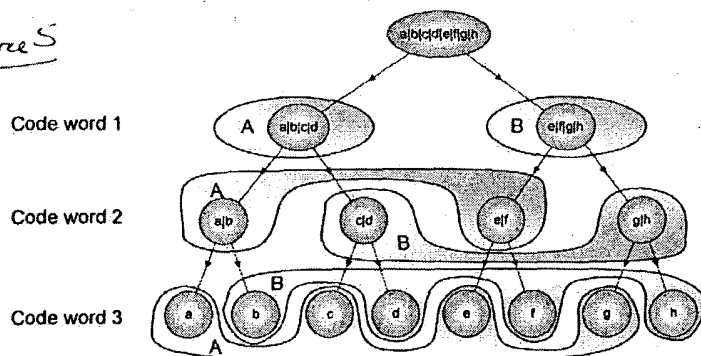 a|b|c|d|e|f|g|h
Code word 1
A
a|b|c|d
B
e|f|g|h
Code word 2
A
a|b
c|d
B
e|f
g|h
Code word 3
A
a
B
b
c
d
e
f
g
h